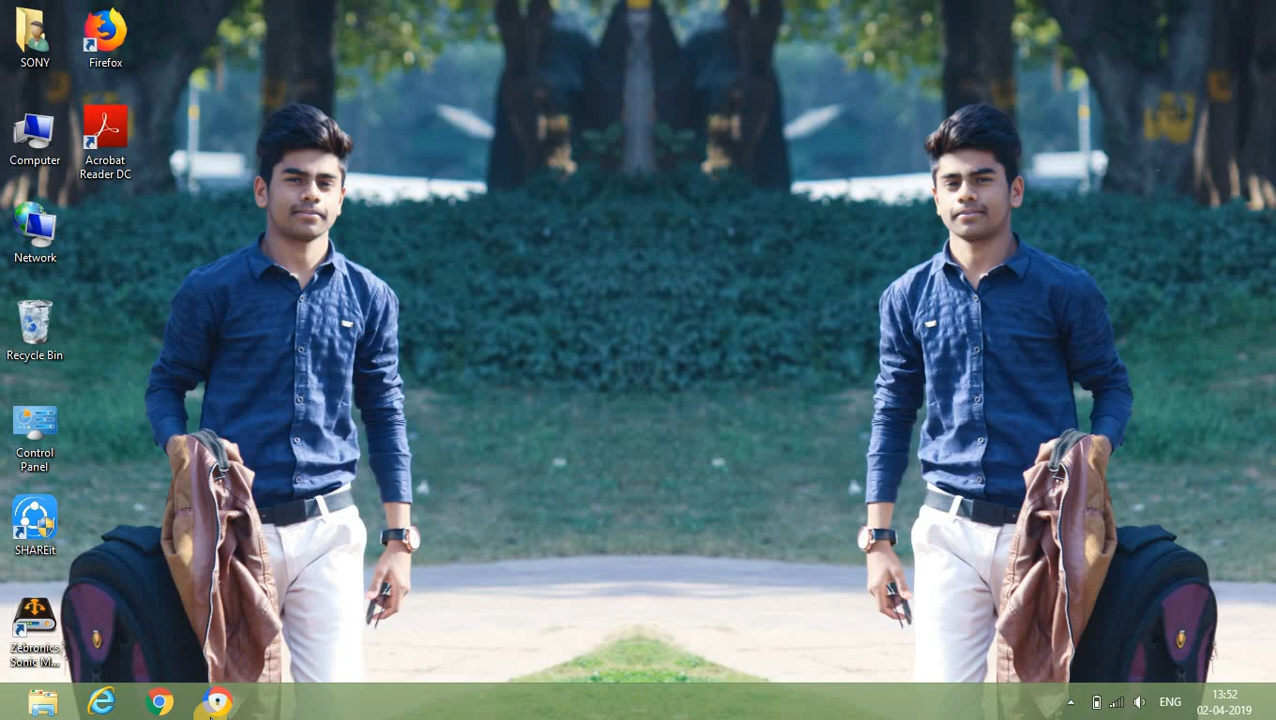 SONY
Firefox
Computer
Acrobat
Reader DC
Network
Recycle Bin
Control
Panel
SHAREit
Zebronics
Sonic M...
ENG
13:52
02-04-2019